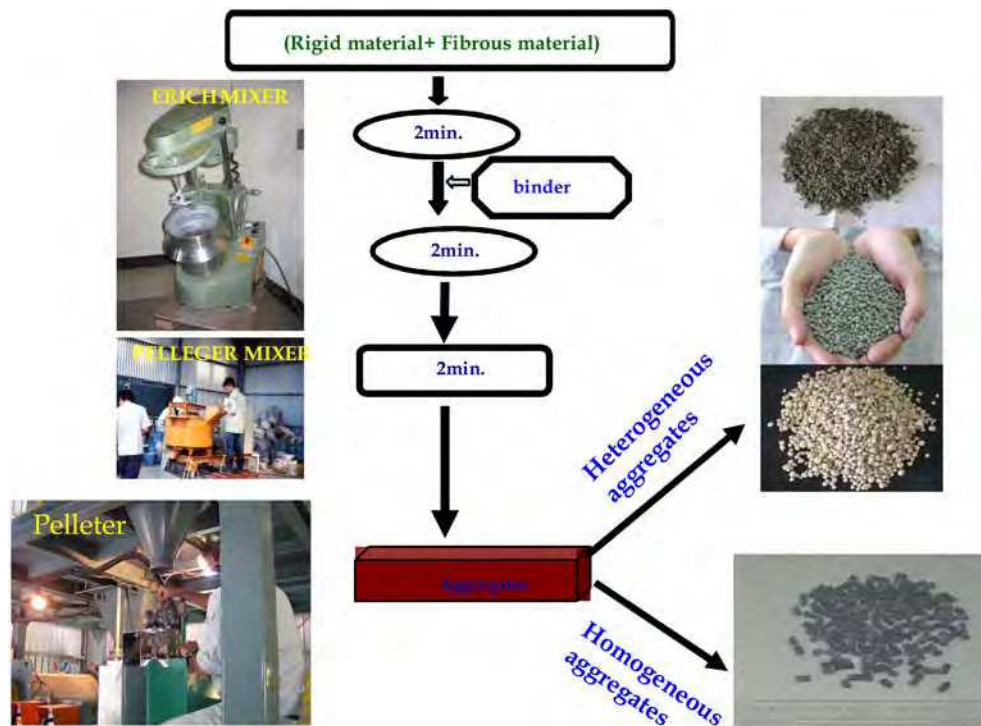 (Rigid material+ Fibrous material)
ERICH MIXER
2min.
binder
2min.
PELLEGER MIXER
2min.
Heterogeneous
aggregates
Pelleter
Aggregates
Homogeneous
aggregates